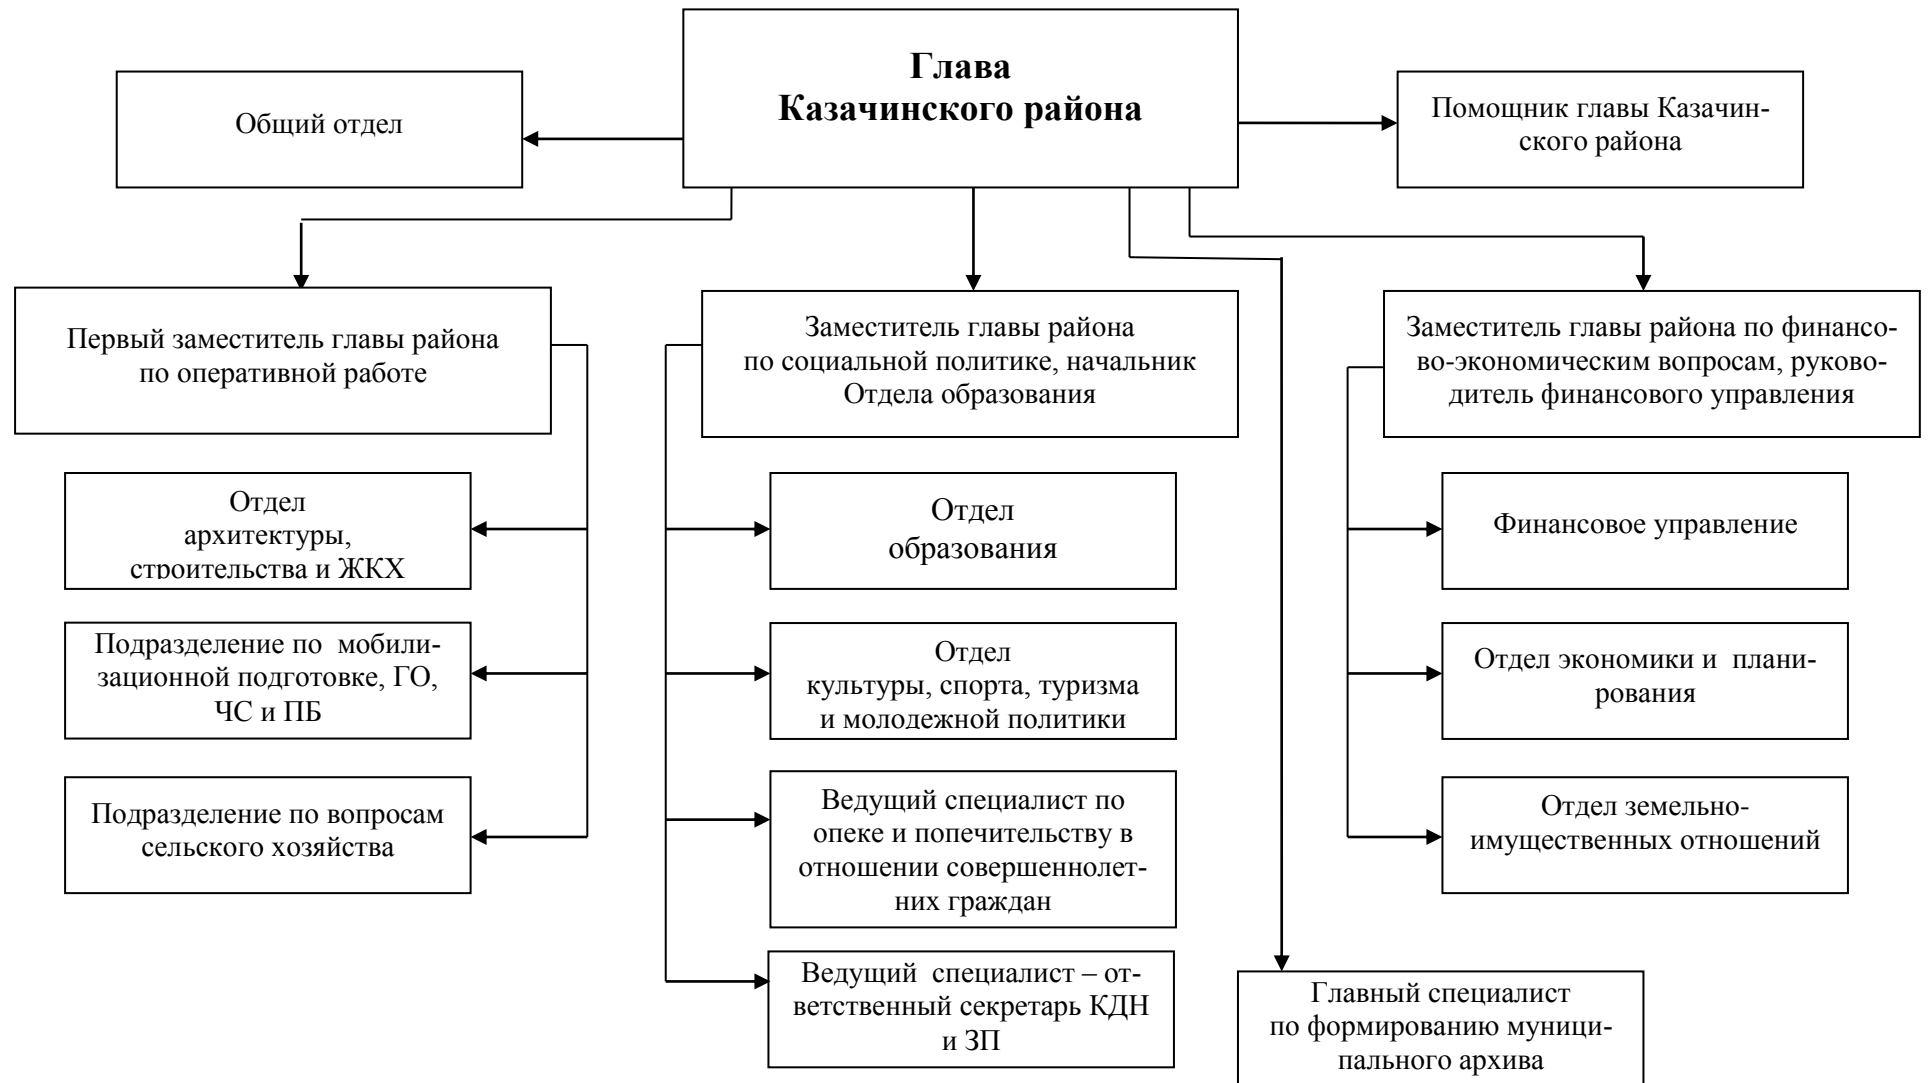 Глава
Казачинского района
Общий отдел
Помощник главы Казачин-
ского района
Первый заместитель главы района
по оперативной работе
Заместитель главы района
по социальной политике, начальник
Отдела образования
Заместитель главы района по финансо-
во-экономическим вопросам, руково-
дитель финансового управления
Отдел
архитектуры,
строительства и ЖКХ
Отдел
образования
Финансовое управление
Подразделение по мобили-
зационной подготовке, ГО,
ЧС и ПБ
Отдел
культуры, спорта, туризма
и молодежной политики
Отдел экономики и плани-
рования
Подразделение по вопросам
сельского хозяйства
Ведущий специалист по
опеке и попечительству в
отношении совершеннолет-
них граждан
Отдел земельно-
имущественных отношений
Ведущий специалист – от-
ветственный секретарь КДН
и ЗП
Главный специалист
по формированию муници-
пального архива